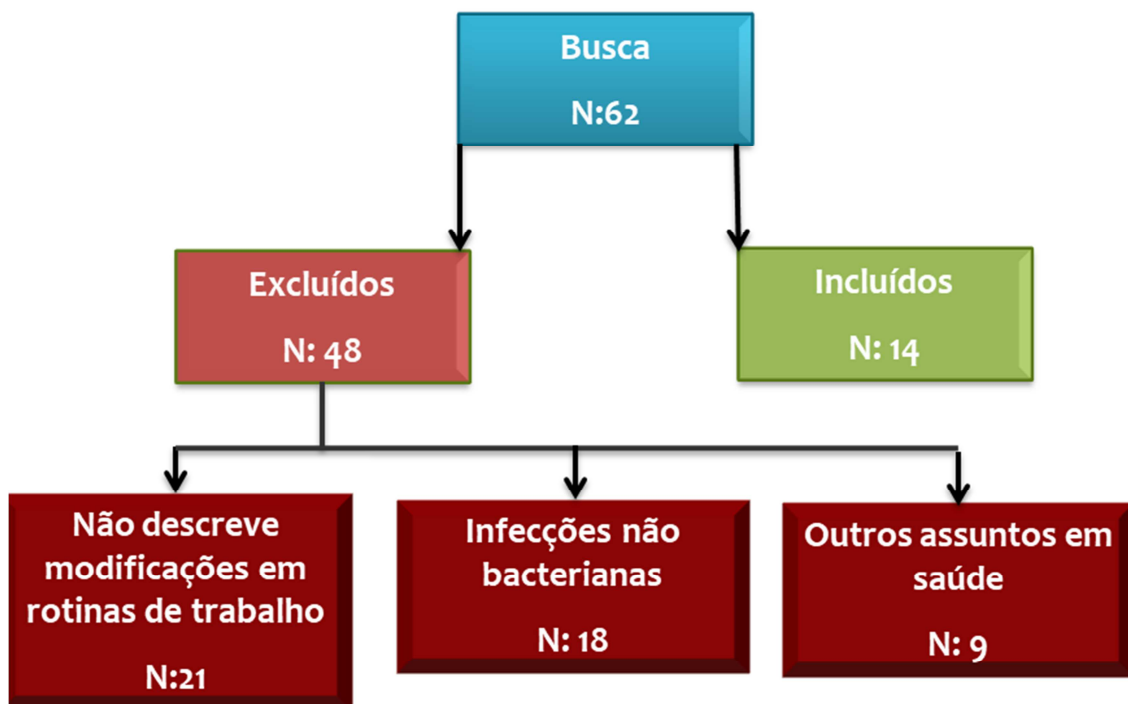 Busca
N:62
Excluídos
N: 48
Incluídos
N: 14
Não descreve
modificações em
rotinas de trabalho
N:21
Infecções não
bacterianas
N: 18
Outros assuntos em
saúde
N: 9